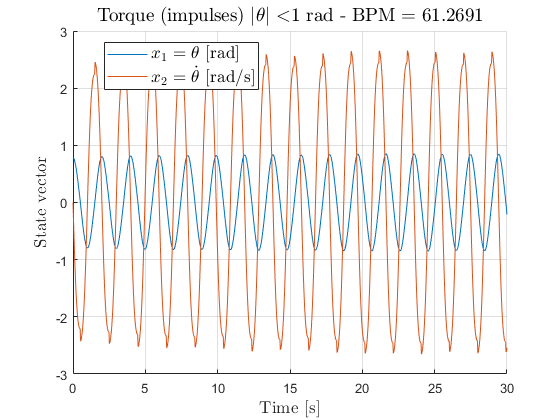 Torque (impulses) |θ| <1 rad - BPM = 61.2691
x₁ = θ [rad]
x₂ = θ̇ [rad/s]
State vector
3
2
1
0
-1
-2
-3
0 5 10 15 20 25 30
Time [s]